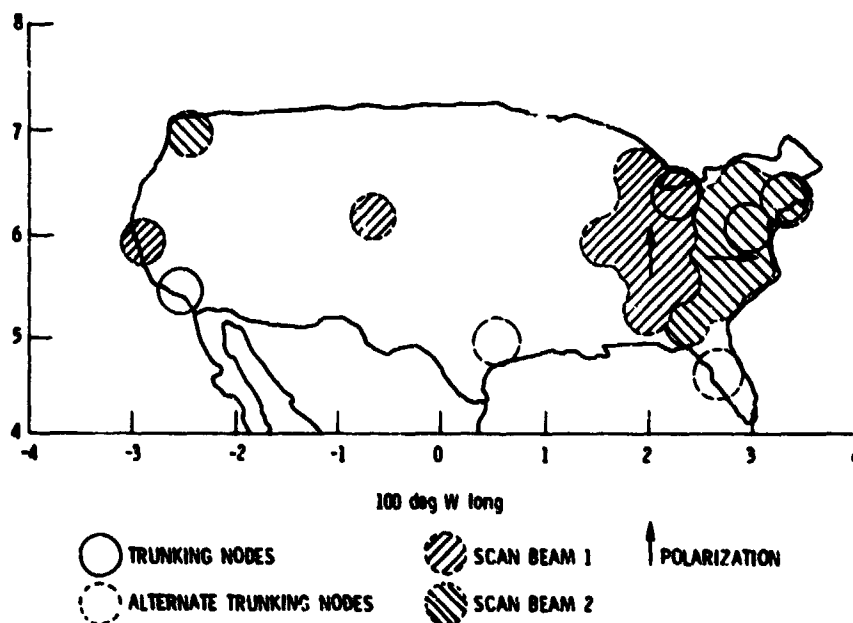 8
7
6
5
4
-4 -3 -2 -1 0 1 2 3
100 deg W long
TRUNKING NODES
SCAN BEAM 1
POLARIZATION
ALTERNATE TRUNKING NODES
SCAN BEAM 2